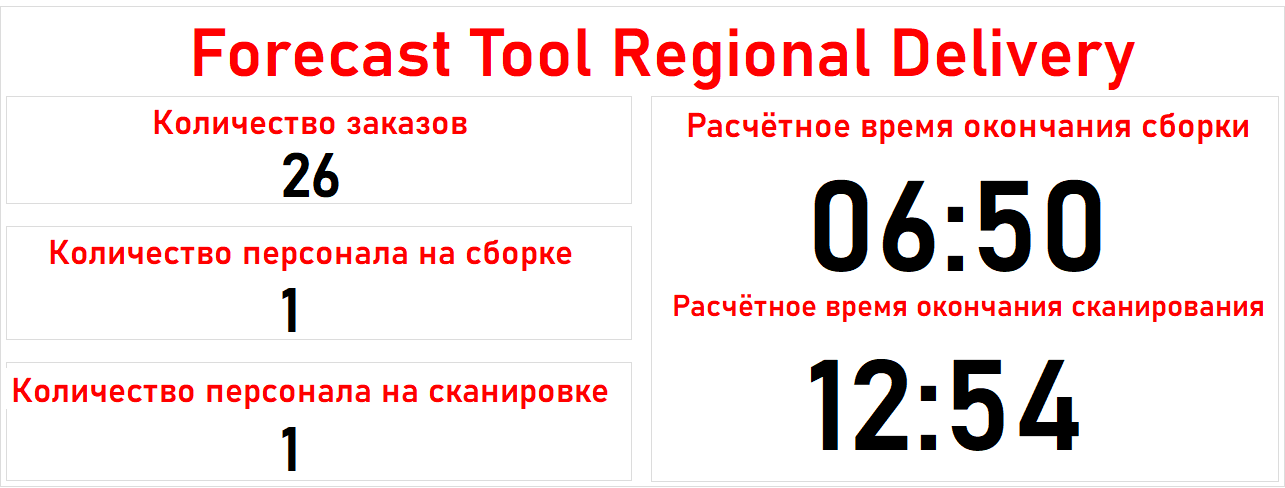 Forecast Tool Regional Delivery
Количество заказов
26
Количество персонала на сборке
1
Количество персонала на сканировке
1
Расчётное время окончания сборки
06:50
Расчётное время окончания сканирования
12:54